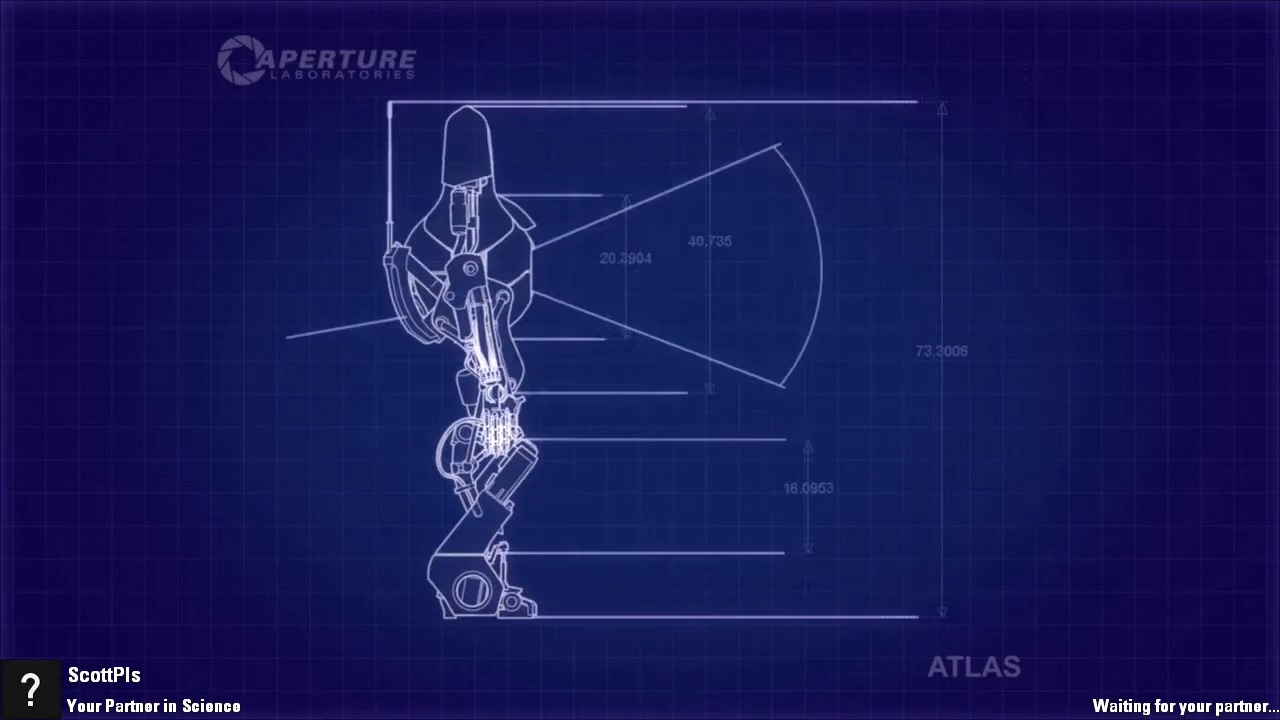 APERTURE
LABORATORIES
40.735
20.2904
73.3006
16.0953
ATLAS
?
ScottPls
Your Partner in Science
Waiting for your partner...